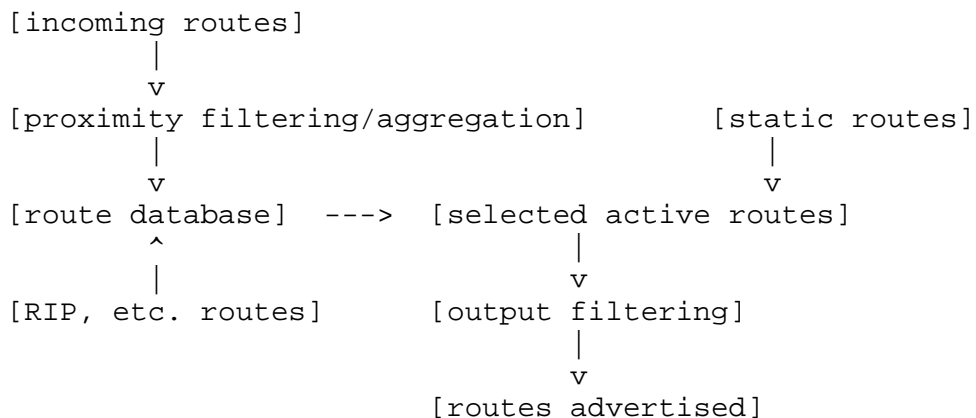 [incoming routes]
|
v
[proximity filtering/aggregation] [static routes]
| |
v v
[route database] ---> [selected active routes]
^ |
| v
[RIP, etc. routes] [output filtering]
|
v
[routes advertised]